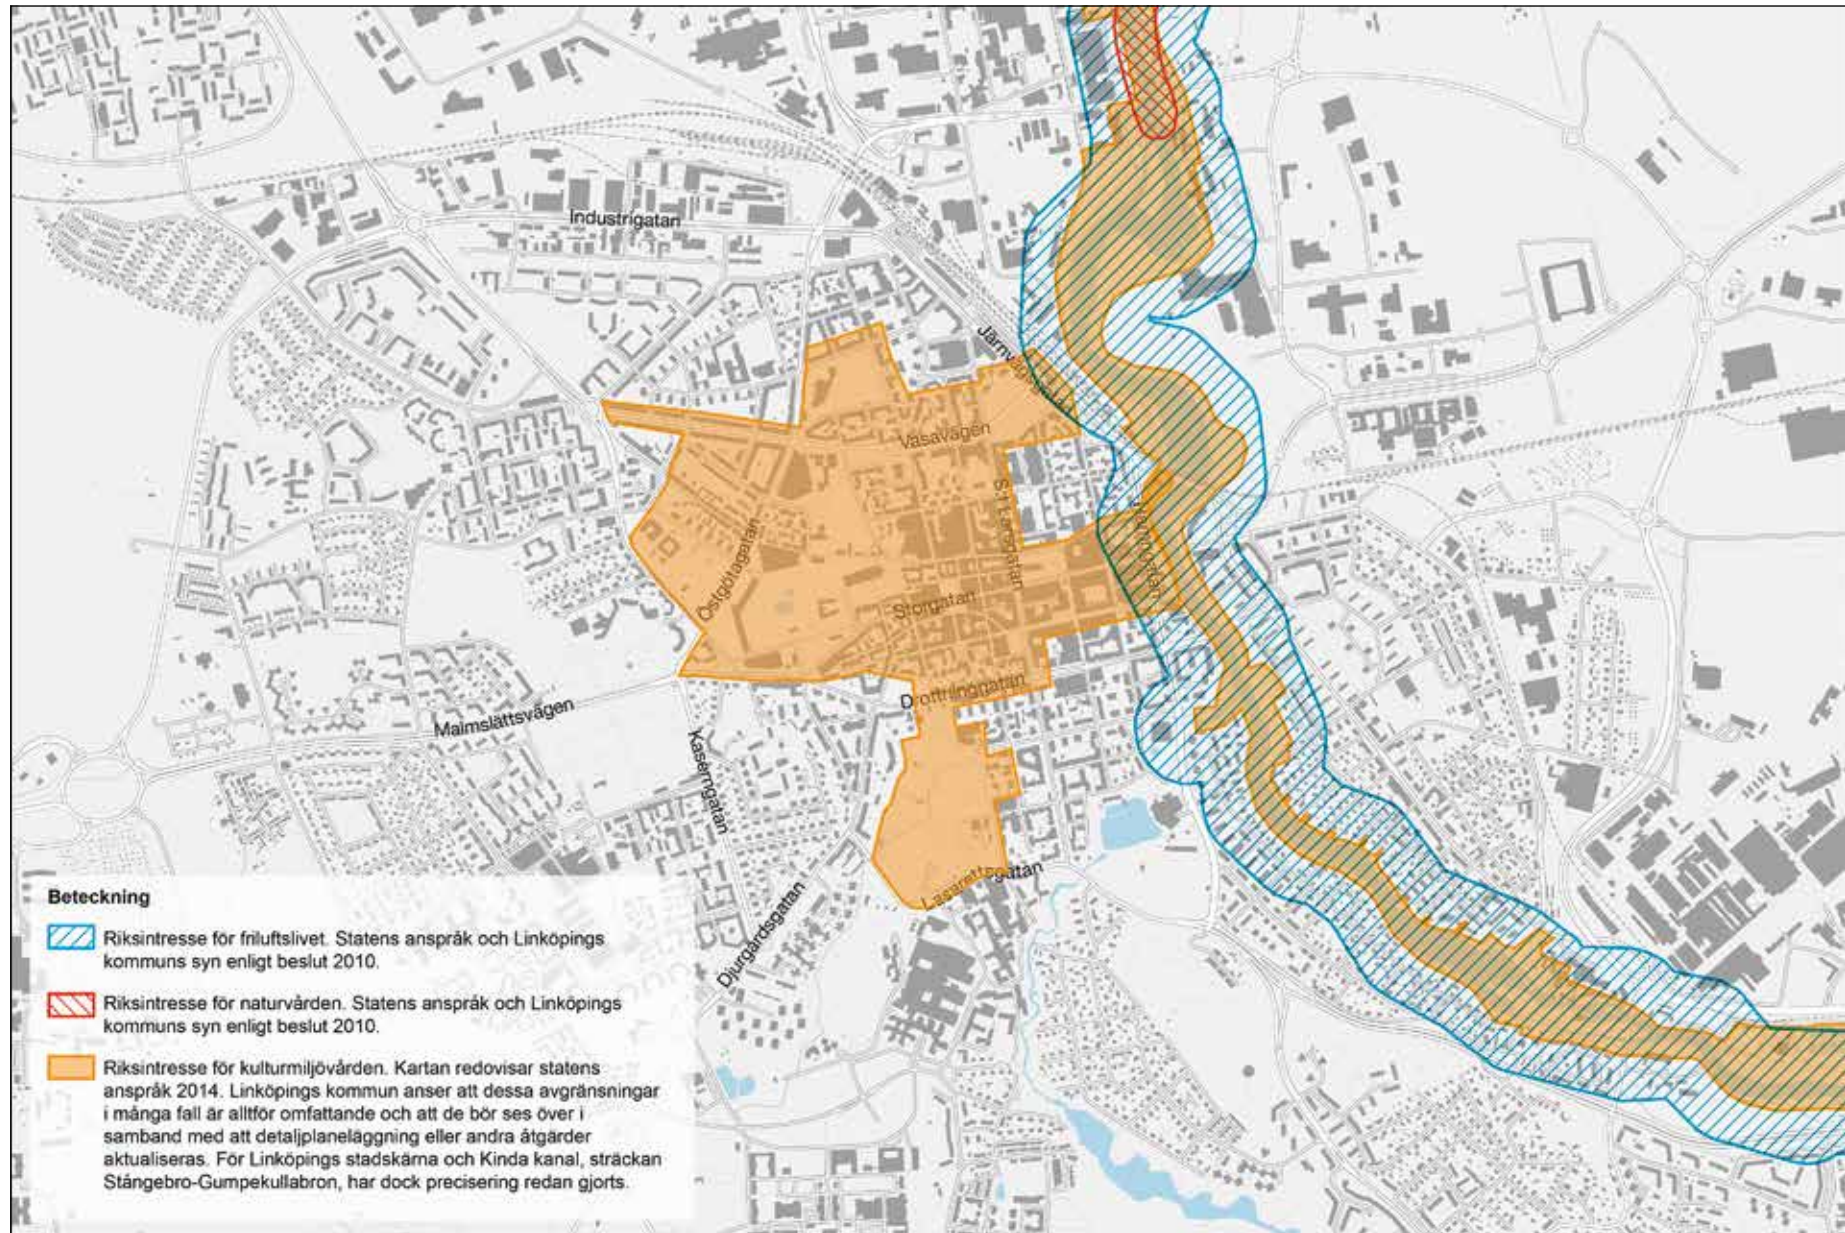 Industrigatan
Järnvägsgatan
Vasavägen
S:t Larsgatan
Hamngatan
Östgötagatan
Storgatan
Drottninggatan
Malmslättsvägen
Kaserngatan
Lasarettsgatan
Djurgårdsgatan
Beteckning
Riksintresse för friluftslivet. Statens anspråk och Linköpings
kommuns syn enligt beslut 2010.
Riksintresse för naturvården. Statens anspråk och Linköpings
kommuns syn enligt beslut 2010.
Riksintresse för kulturmiljövården. Kartan redovisar statens
anspråk 2014. Linköpings kommun anser att dessa avgränsningar
i många fall är alltför omfattande och att de bör ses över i
samband med att detaljplaneläggning eller andra åtgärder
aktualiseras. För Linköpings stadskärna och Kinda kanal, sträckan
Stångebro-Gumpekullabron, har dock precisering redan gjorts.